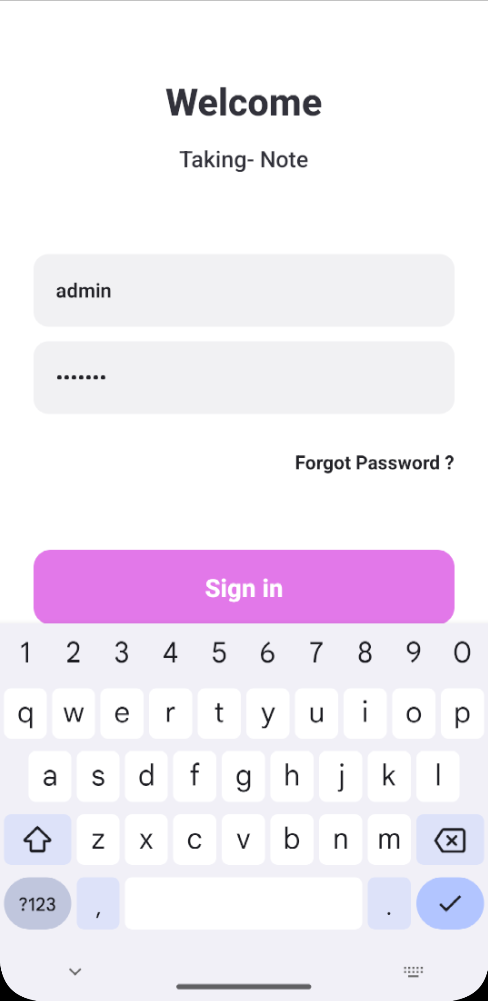 Welcome
Taking- Note
admin
•••••••
Forgot Password ?
Sign in
1 2 3 4 5 6 7 8 9 0
q w e r t y u i o p
a s d f g h j k l
z x c v b n m
?123 , .